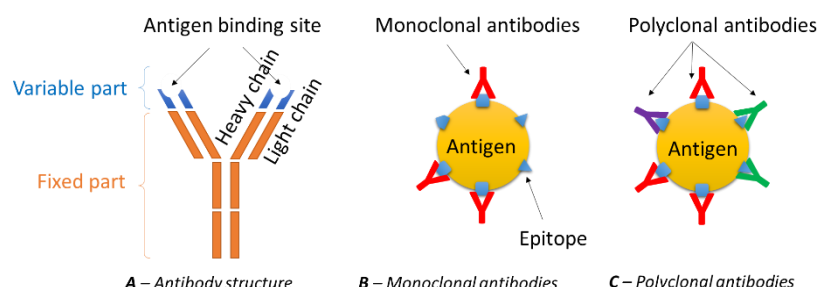 Antigen binding site
Variable part
Heavy chain
Light chain
Fixed part
A – Antibody structure
Monoclonal antibodies
Antigen
Epitope
B – Monoclonal antibodies
Polyclonal antibodies
Antigen
C – Polyclonal antibodies